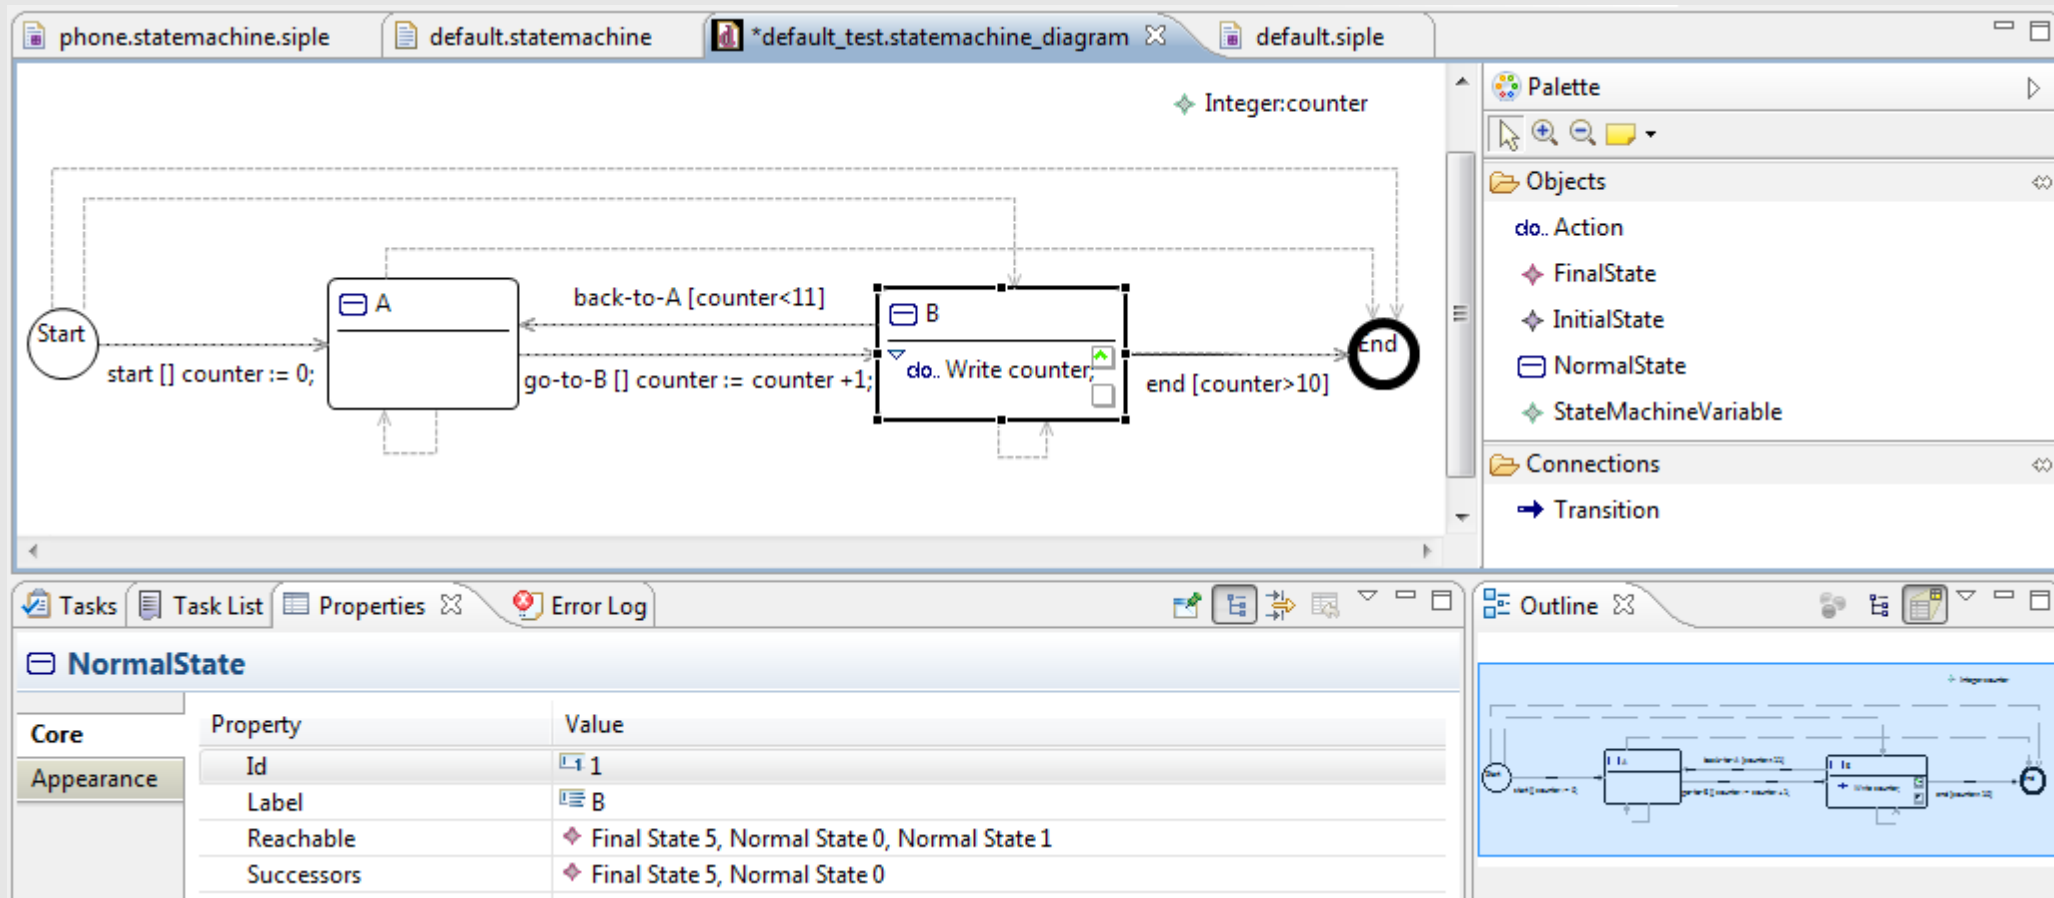 phone.statemachine.siple
default.statemachine
*default_test.statemachine_diagram
default.siple
Integer:counter
Start
start [] counter := 0;
A
back-to-A [counter<11]
go-to-B [] counter := counter +1;
B
do.. Write counter;
end [counter>10]
End
Palette
Objects
do.. Action
FinalState
InitialState
NormalState
StateMachineVariable
Connections
Transition
Tasks
Task List
Properties
Error Log
NormalState
Core
Appearance
Property Value
Id 1
Label B
Reachable Final State 5, Normal State 0, Normal State 1
Successors Final State 5, Normal State 0
Outline